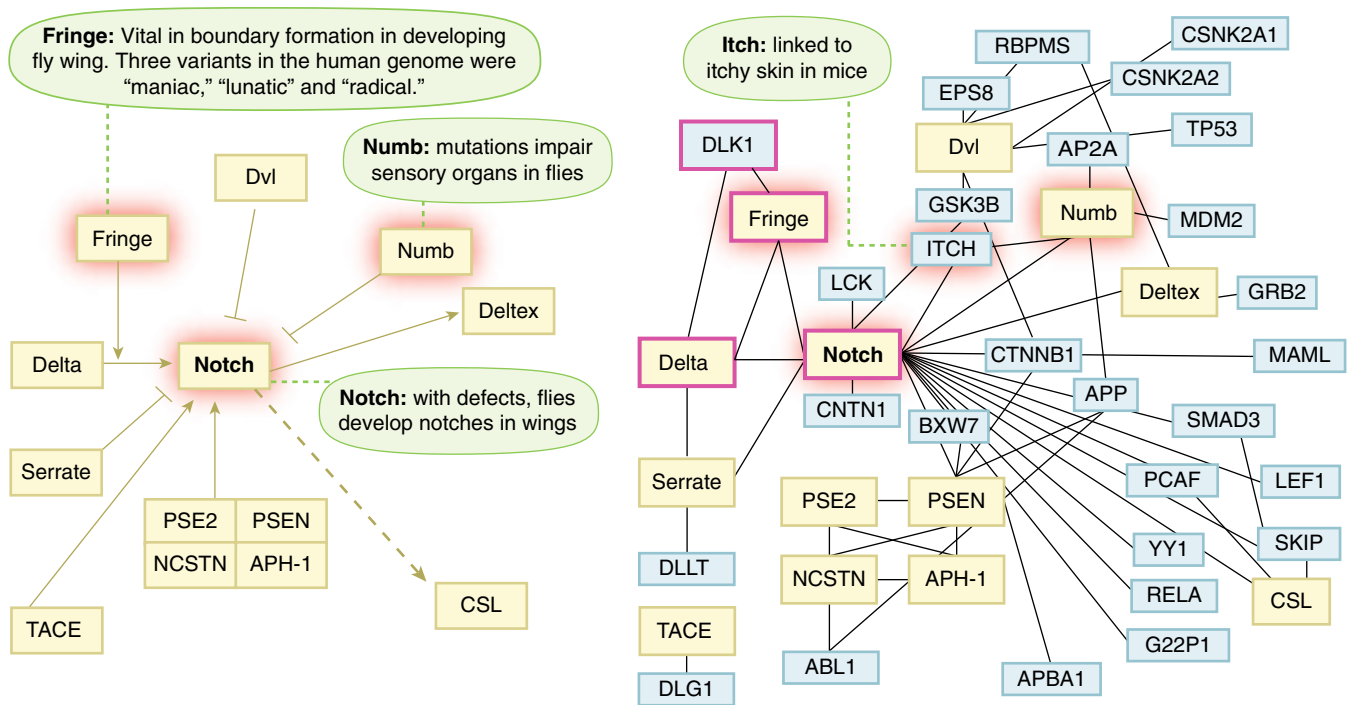 Fringe: Vital in boundary formation in developing
fly wing. Three variants in the human genome were
“maniac,” “lunatic” and “radical.”
Dvl
Numb: mutations impair
sensory organs in flies
Fringe
Numb
Deltex
Delta
Notch
Notch: with defects, flies
develop notches in wings
Serrate
PSE2
PSEN
NCSTN
APH-1
CSL
TACE
Itch: linked to
itchy skin in mice
RBPMS
CSNK2A1
CSNK2A2
EPS8
TP53
DLK1
Dvl
AP2A
GSK3B
Fringe
Numb
MDM2
ITCH
LCK
Deltex
GRB2
Delta
Notch
CTNNB1
MAML
APP
CNTN1
BXW7
SMAD3
Serrate
PSE2
PSEN
PCAF
LEF1
YY1
SKIP
DLLT
NCSTN
APH-1
RELA
CSL
TACE
G22P1
ABL1
APBA1
DLG1